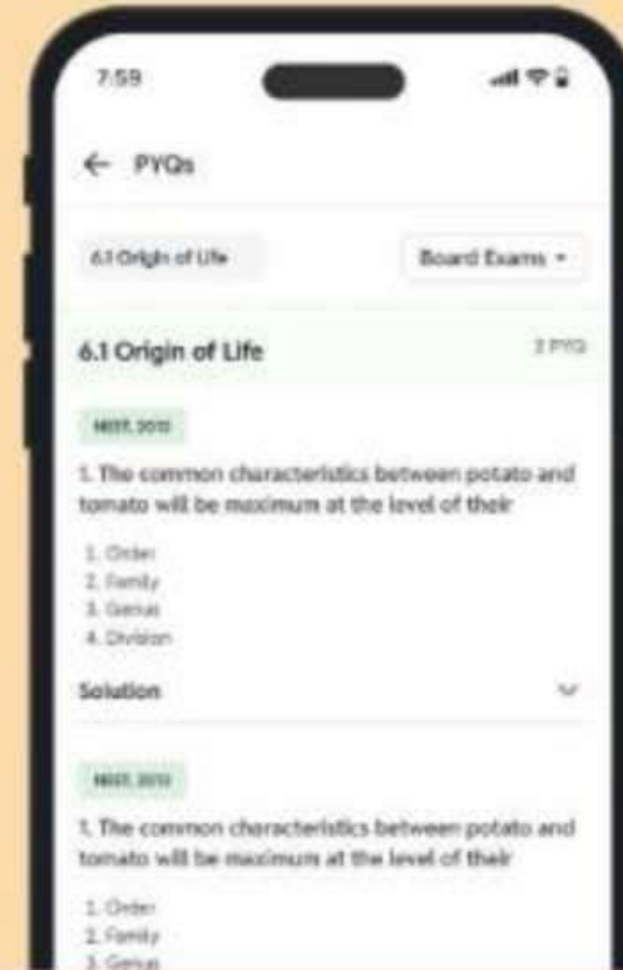 7:59
← PYQs
6.1 Origin of Life
Board Exams
6.1 Origin of Life
PYQ
NEET,
1. The common characteristics between potato and
tomato will be maximum at the level of their
1. Order
2. Family
3. Genus
4. Division
Solution
NEET,
1. The common characteristics between potato and
tomato will be maximum at the level of their
1. Order
2. Family
3. Genus